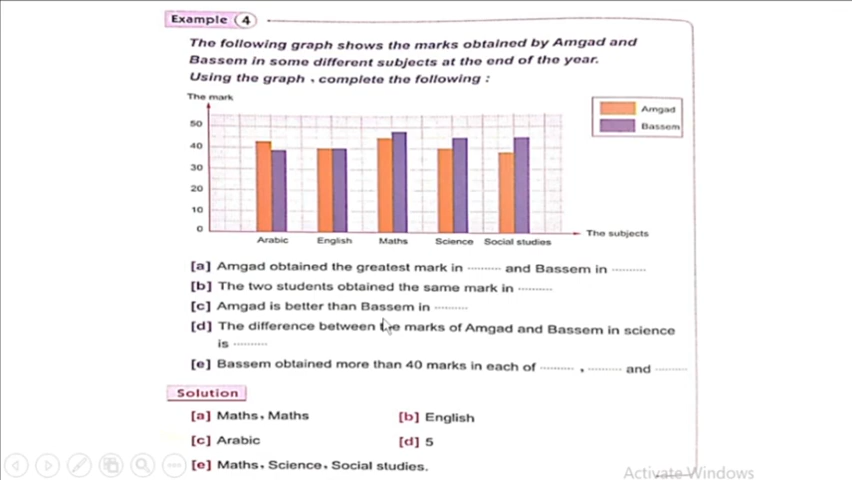 Example 4
The following graph shows the marks obtained by Amgad and
Bassem in some different subjects at the end of the year.
Using the graph , complete the following :
The mark
50
40
30
20
10
0
Arabic English Maths Science Social studies
The subjects
Amgad
Bassem
[a] Amgad obtained the greatest mark in ......... and Bassem in .........
[b] The two students obtained the same mark in .........
[c] Amgad is better than Bassem in .........
[d] The difference between the marks of Amgad and Bassem in science
is .........
[e] Bassem obtained more than 40 marks in each of ......... , ......... and .........
Solution
[a] Maths, Maths [b] English
[c] Arabic [d] 5
[e] Maths, Science, Social studies.
Activate Windows